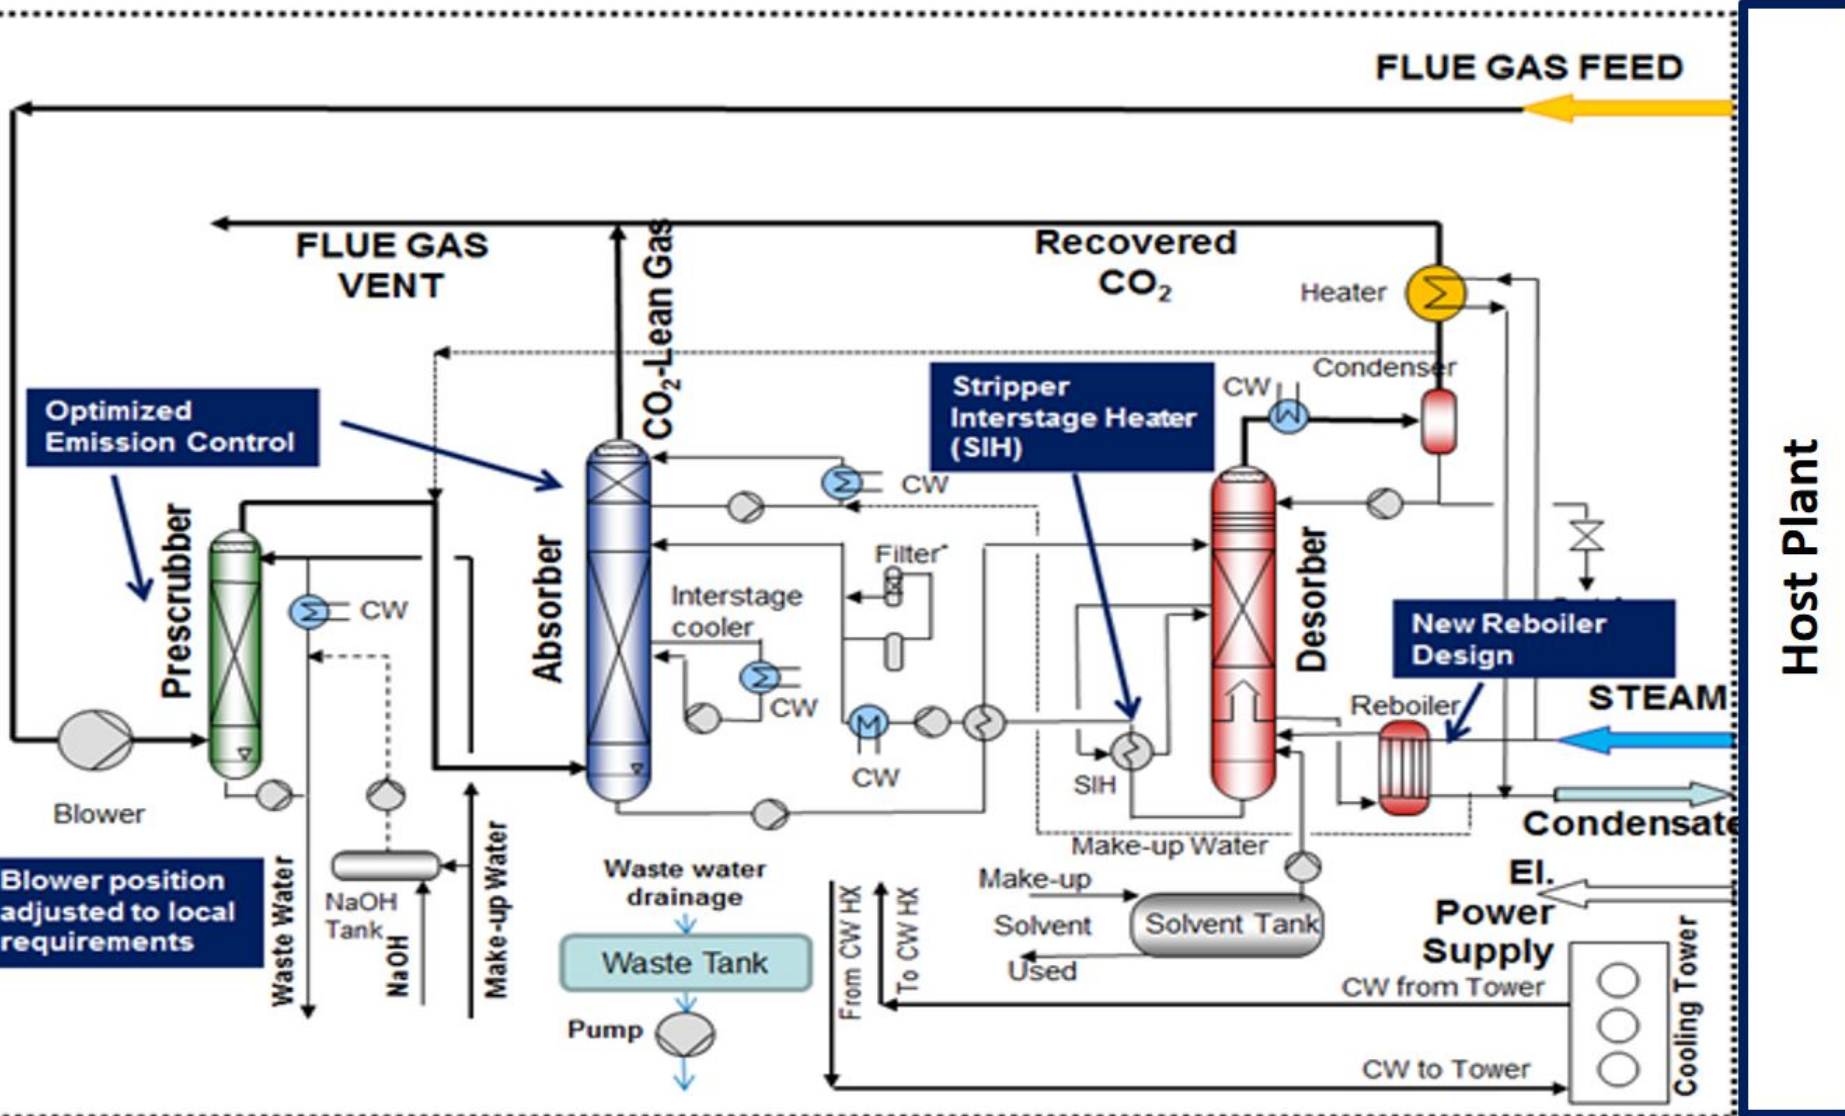 FLUE GAS FEED
FLUE GAS
VENT
CO₂-Lean Gas
Recovered
CO₂
Heater
Condenser
CW
Stripper
Interstage Heater
(SIH)
Optimized
Emission Control
CW
Prescrubber
CW
Absorber
Filter
Interstage
cooler
CW
CW
Desorber
New Reboiler
Design
Host Plant
STEAM
Reboiler
SIH
Blower
Condensate
Make-up Water
Blower position
adjusted to local
requirements
Waste Water
NaOH
Tank
NaOH
Make-up Water
Waste water
drainage
Waste Tank
Pump
From CW HX
To CW HX
Make-up
Solvent
Used
Solvent Tank
El.
Power
Supply
CW from Tower
CW to Tower
Cooling Tower